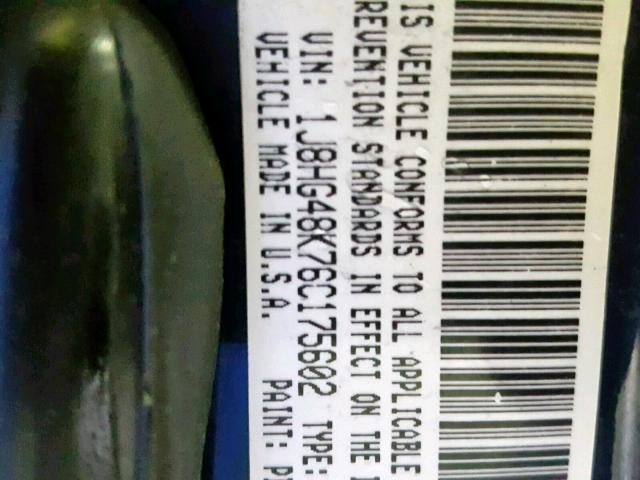 IS VEHICLE CONFORMS TO ALL APPLICABLE
REVENTION STANDARDS IN EFFECT ON THE
VIN: 1J8HG48K76C175602 TYPE:
VEHICLE MADE IN U.S.A. PAINT: P